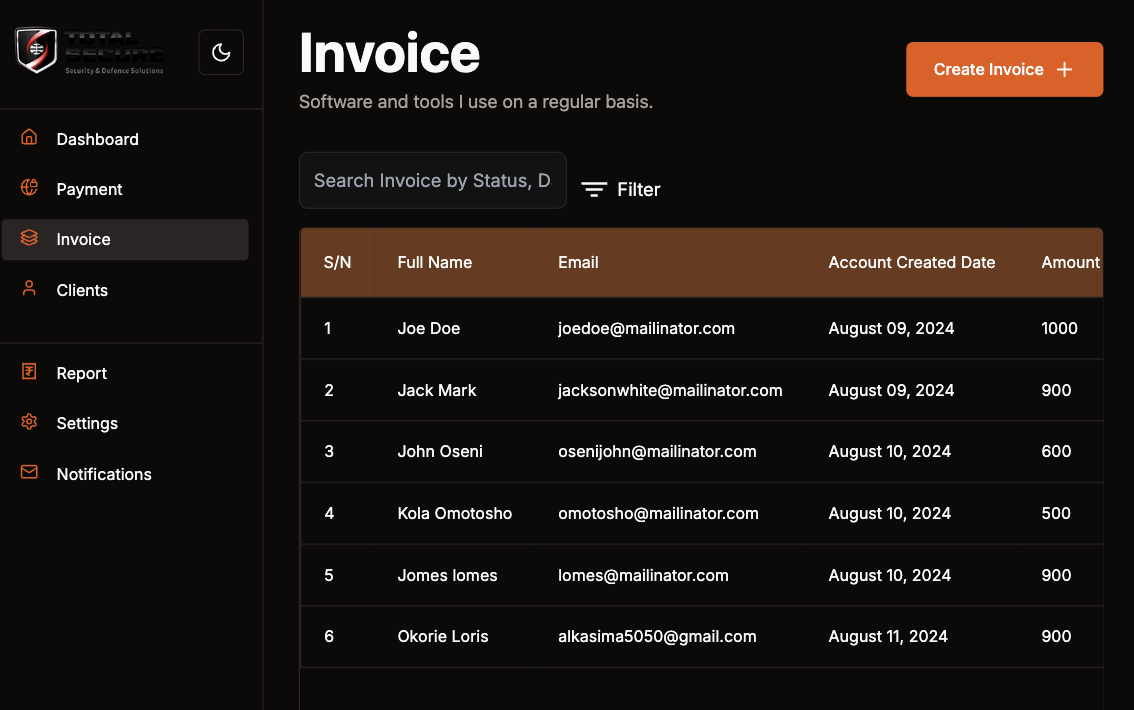 TOTAL
SECURE
Security & Defence Solutions
Dashboard
Payment
Invoice
Clients
Report
Settings
Notifications
Invoice
Software and tools I use on a regular basis.
Create Invoice
Search Invoice by Status, D
Filter
S/N Full Name Email Account Created Date Amount
1 Joe Doe joedoe@mailinator.com August 09, 2024 1000
2 Jack Mark jacksonwhite@mailinator.com August 09, 2024 900
3 John Oseni osenijohn@mailinator.com August 10, 2024 600
4 Kola Omotosho omotosho@mailinator.com August 10, 2024 500
5 Jomes lomes lomes@mailinator.com August 10, 2024 900
6 Okorie Loris alkasima5050@gmail.com August 11, 2024 900